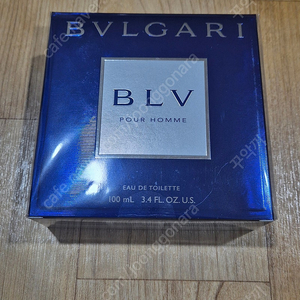 BVLGARI
BLV
POUR HOMME
EAU DE TOILETTE
100 mL 3.4 FL. OZ. U.S.